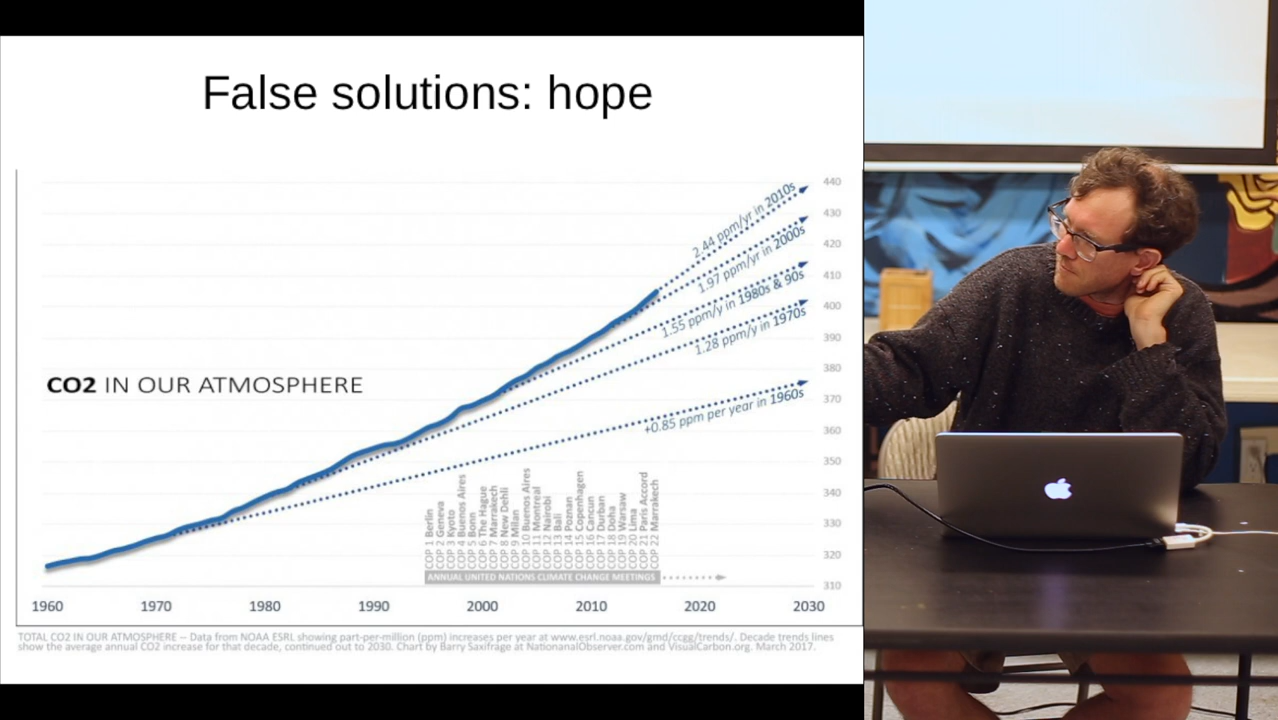 False solutions: hope
440
430
420
410
400
390
380
370
360
350
340
330
320
310
2.44 ppm/yr in 2010s
1.97 ppm/yr in 2000s
1.55 ppm/y in 1980s & 90s
1.28 ppm/y in 1970s
+0.85 ppm per year in 1960s
CO2 IN OUR ATMOSPHERE
COP 1 Berlin
COP 2 Geneva
COP 3 Kyoto
COP 4 Buenos Aires
COP 5 Bonn
COP 6 The Hague
COP 7 Marrakech
COP 8 New Dehli
COP 9 Milan
COP 10 Buenos Aires
COP 11 Montreal
COP 12 Nairobi
COP 13 Bali
COP 14 Poznan
COP 15 Copenhagen
COP 16 Cancun
COP 17 Durban
COP 18 Doha
COP 19 Warsaw
COP 20 Lima
COP 21 Paris Accord
COP 22 Marrakech
ANNUAL UNITED NATIONS CLIMATE CHANGE MEETINGS
1960 1970 1980 1990 2000 2010 2020 2030
TOTAL CO2 IN OUR ATMOSPHERE -- Data from NOAA ESRL showing part-per-million (ppm) increases per year at www.esrl.noaa.gov/gmd/ccgg/trends/. Decade trends lines
show the average annual CO2 increase for that decade, continued out to 2030. Chart by Barry Saxifrage at NationanalObserver.com and VisualCarbon.org. March 2017.